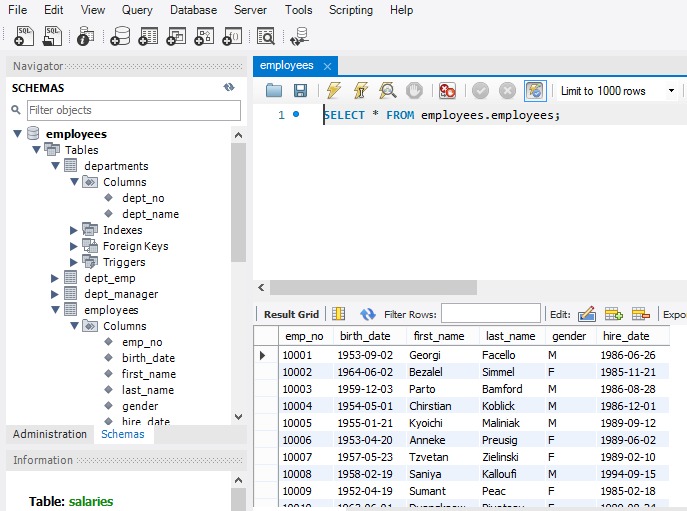 File Edit View Query Database Server Tools Scripting Help
SQL SQL
Navigator
SCHEMAS
Filter objects
employees
Tables
departments
Columns
dept_no
dept_name
Indexes
Foreign Keys
Triggers
dept_emp
dept_manager
employees
Columns
emp_no
birth_date
first_name
last_name
gender
hire_date
Administration Schemas
Information
Table: salaries
employees
Limit to 1000 rows
1 SELECT * FROM employees.employees;
Result Grid Filter Rows: Edit: Expor
emp_no birth_date first_name last_name gender hire_date
10001 1953-09-02 Georgi Facello M 1986-06-26
10002 1964-06-02 Bezalel Simmel F 1985-11-21
10003 1959-12-03 Parto Bamford M 1986-08-28
10004 1954-05-01 Chirstian Koblick M 1986-12-01
10005 1955-01-21 Kyoichi Maliniak M 1989-09-12
10006 1953-04-20 Anneke Preusig F 1989-06-02
10007 1957-05-23 Tzvetan Zielinski F 1989-02-10
10008 1958-02-19 Saniya Kalloufi M 1994-09-15
10009 1952-04-19 Sumant Peac F 1985-02-18